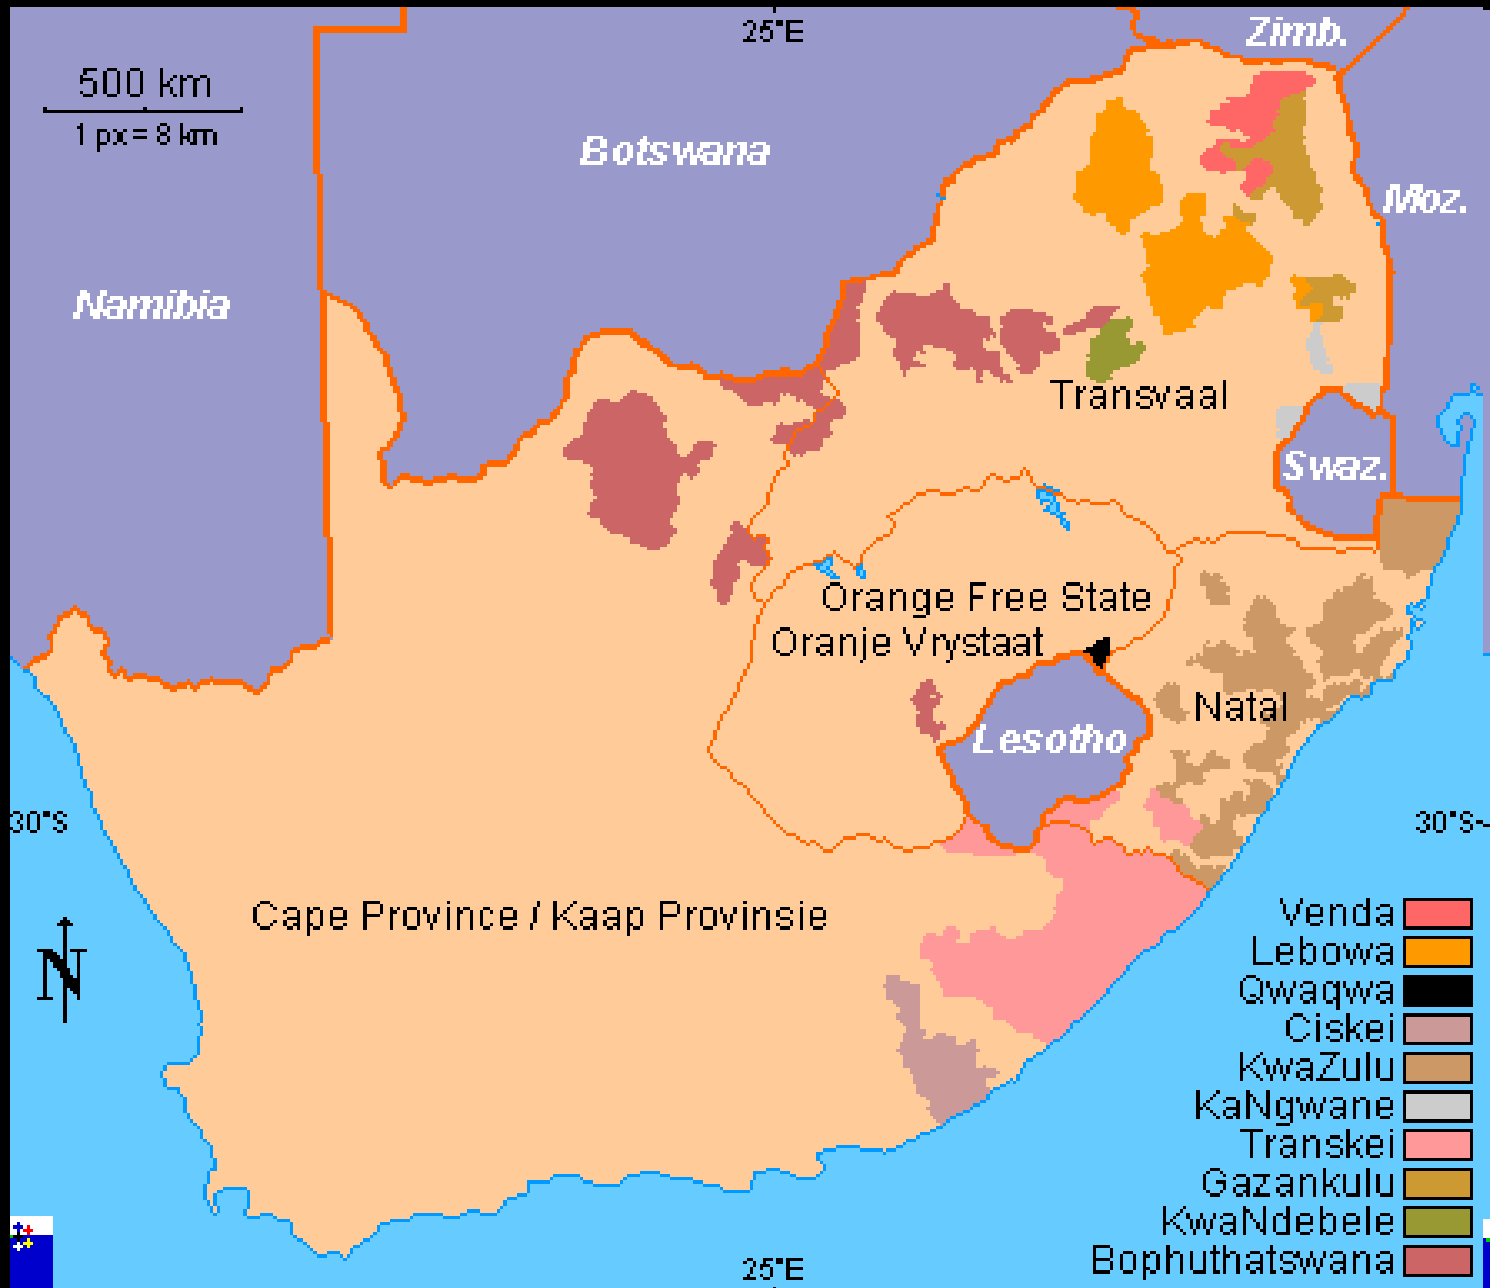 25°E
Zimb.
500 km
1 px = 8 km
Botswana
Moz.
Namibia
Transvaal
Swaz.
Orange Free State
Oranje Vrystaat
Natal
Lesotho
30°S
30°S
Cape Province / Kaap Provinsie
N
Venda
Lebowa
Qwaqwa
Ciskei
KwaZulu
KaNgwane
Transkei
Gazankulu
KwaNdebele
Bophuthatswana
25°E